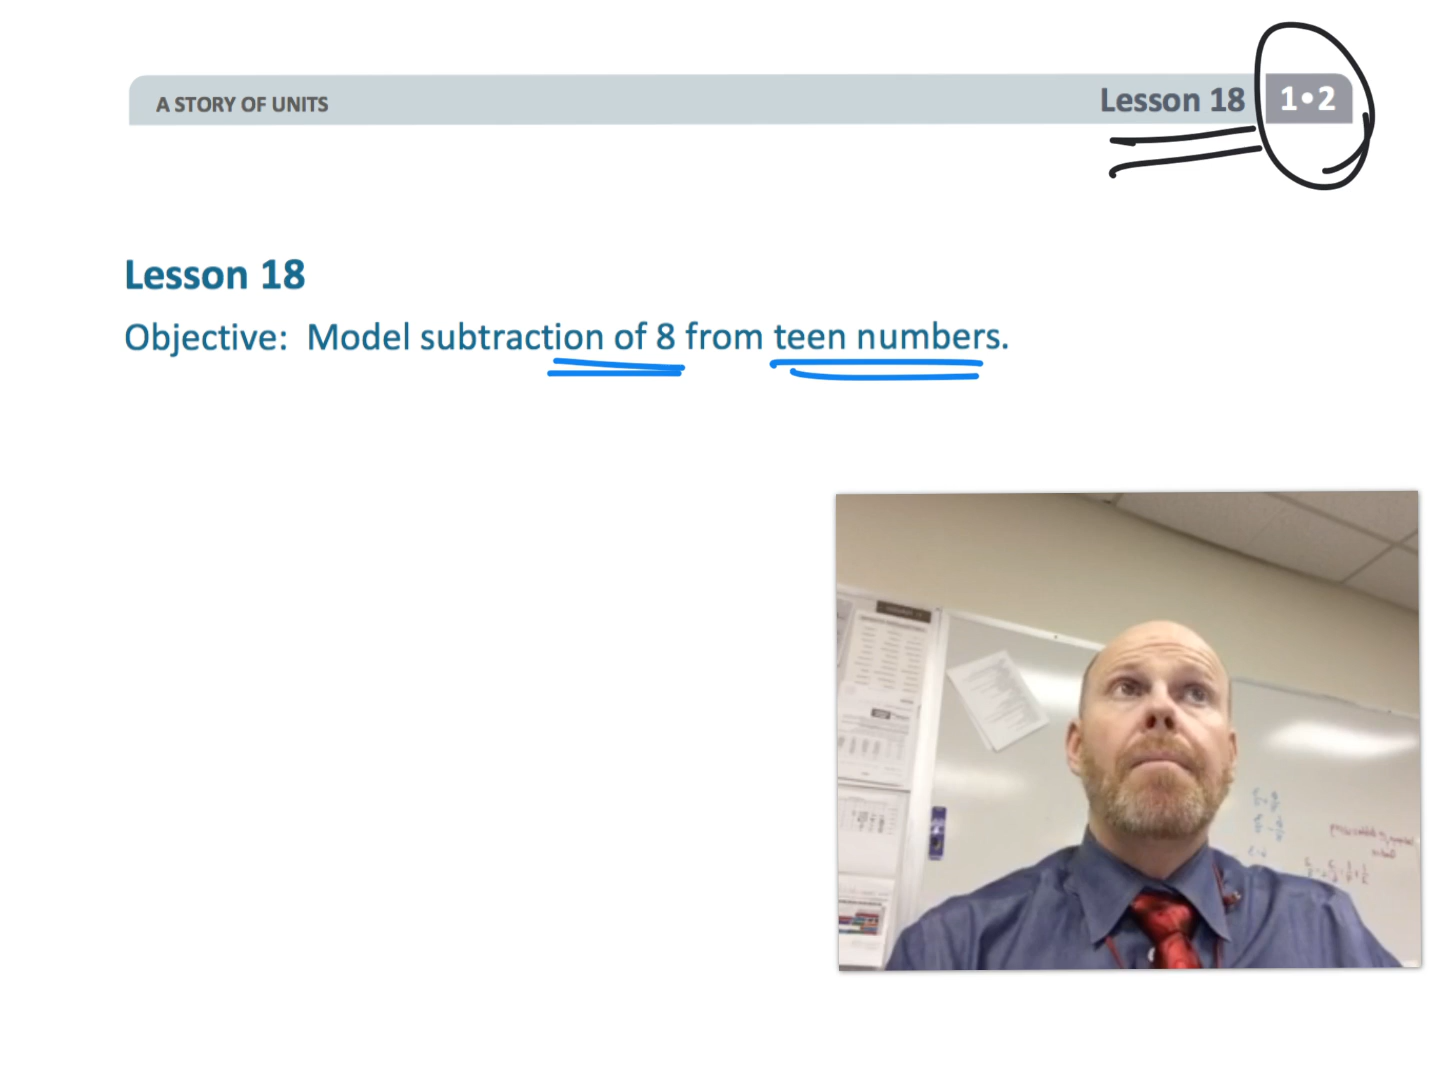 A STORY OF UNITS
Lesson 18 1•2
Lesson 18
Objective: Model subtraction of 8 from teen numbers.